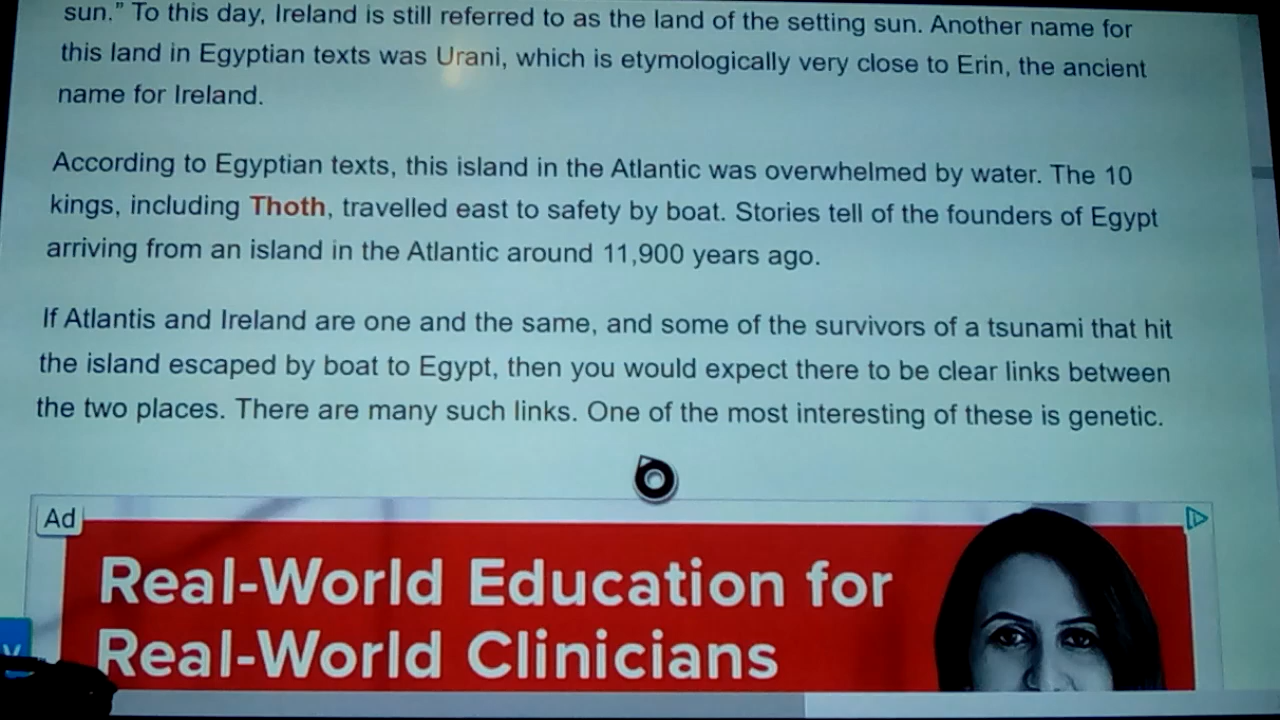 sun.” To this day, Ireland is still referred to as the land of the setting sun. Another name for
this land in Egyptian texts was Urani, which is etymologically very close to Erin, the ancient
name for Ireland.
According to Egyptian texts, this island in the Atlantic was overwhelmed by water. The 10
kings, including Thoth, travelled east to safety by boat. Stories tell of the founders of Egypt
arriving from an island in the Atlantic around 11,900 years ago.
If Atlantis and Ireland are one and the same, and some of the survivors of a tsunami that hit
the island escaped by boat to Egypt, then you would expect there to be clear links between
the two places. There are many such links. One of the most interesting of these is genetic.
Ad
Real-World Education for
Real-World Clinicians